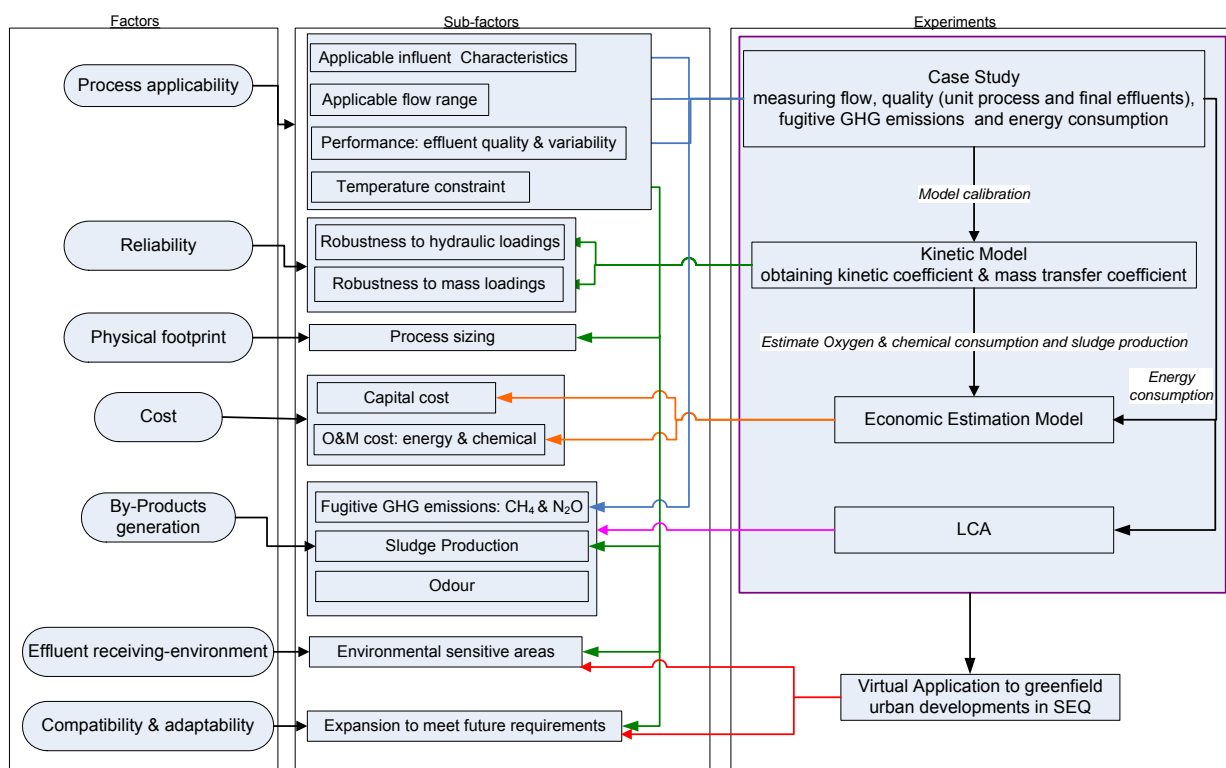 Factors
Process applicability
Reliability
Physical footprint
Cost
By-Products
generation
Effluent receiving-environment
Compatibility & adaptability
Sub-factors
Applicable influent Characteristics
Applicable flow range
Performance: effluent quality & variability
Temperature constraint
Robustness to hydraulic loadings
Robustness to mass loadings
Process sizing
Capital cost
O&M cost: energy & chemical
Fugitive GHG emissions: CH₄ & N₂O
Sludge Production
Odour
Environmental sensitive areas
Expansion to meet future requirements
Experiments
Case Study
measuring flow, quality (unit process and final effluents),
fugitive GHG emissions and energy consumption
Model calibration
Kinetic Model
obtaining kinetic coefficient & mass transfer coefficient
Estimate Oxygen & chemical consumption and sludge production
Energy
consumption
Economic Estimation Model
LCA
Virtual Application to greenfield
urban developments in SEQ